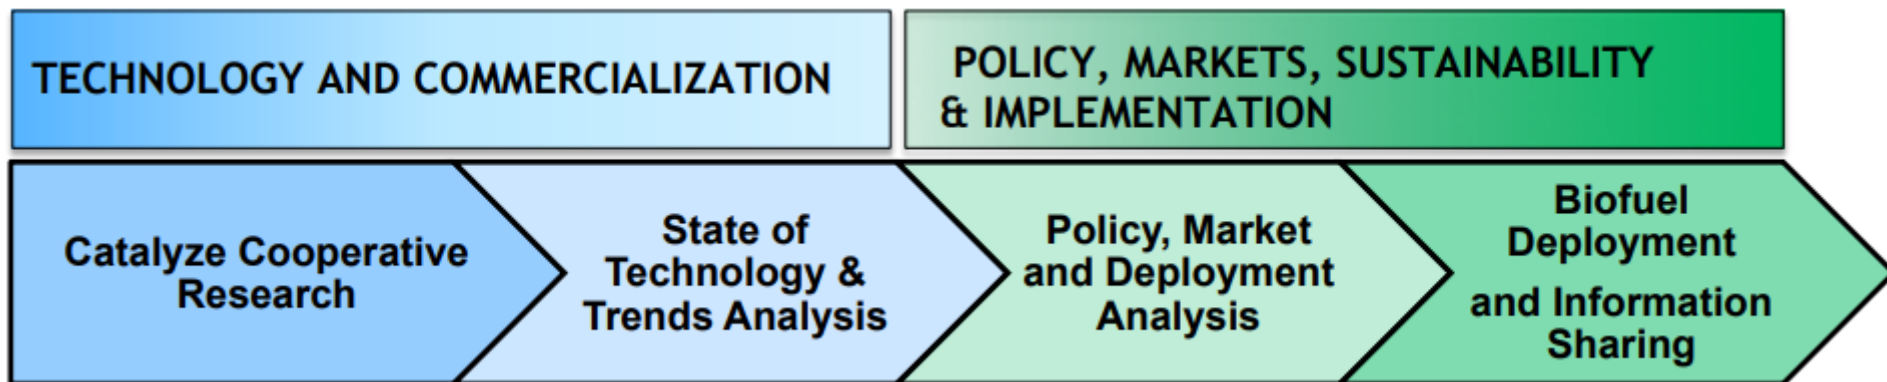 TECHNOLOGY AND COMMERCIALIZATION
POLICY, MARKETS, SUSTAINABILITY
& IMPLEMENTATION
Catalyze Cooperative
Research
State of
Technology &
Trends Analysis
Policy, Market
and Deployment
Analysis
Biofuel
Deployment
and Information
Sharing